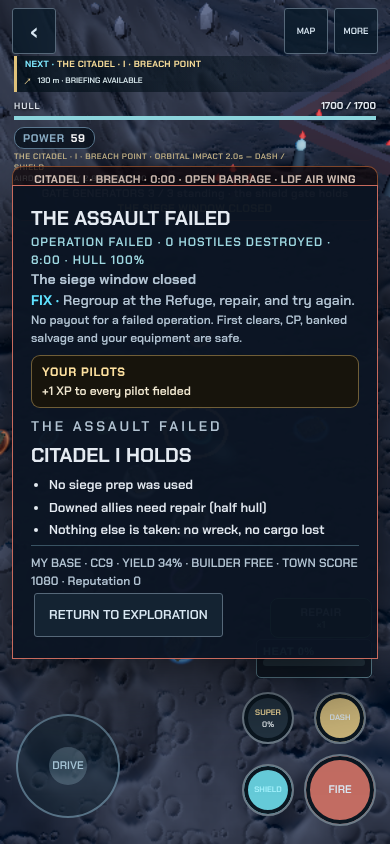 ‹
MAP
MORE
NEXT · THE CITADEL · I · BREACH POINT
↗ 130 m · BRIEFING AVAILABLE
HULL
1700 / 1700
POWER 59
THE CITADEL · I · BREACH POINT · ORBITAL IMPACT 2.0s — DASH /
SHIELD
CITADEL I · BREACH · 0:00 · OPEN BARRAGE · LDF AIR WING
THE ASSAULT FAILED
OPERATION FAILED · 0 HOSTILES DESTROYED ·
8:00 · HULL 100%
The siege window closed
FIX · Regroup at the Refuge, repair, and try again.
No payout for a failed operation. First clears, CP, banked
salvage and your equipment are safe.
YOUR PILOTS
+1 XP to every pilot fielded
THE ASSAULT FAILED
CITADEL I HOLDS
• No siege prep was used
• Downed allies need repair (half hull)
• Nothing else is taken: no wreck, no cargo lost
MY BASE · CC9 · YIELD 34% · BUILDER FREE · TOWN SCORE
1080 · Reputation 0
RETURN TO EXPLORATION
REPAIR
SUPER
0%
DASH
DRIVE
SHIELD
FIRE